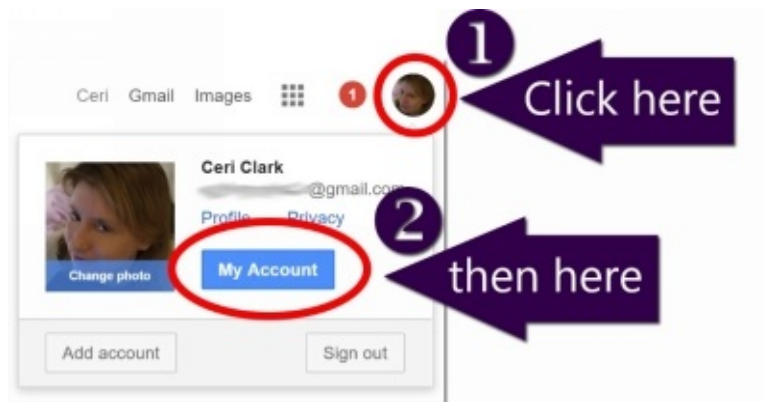 1
Click here
Ceri Gmail Images 1
Ceri Clark
@gmail.com
Profile Privacy
2
Change photo
My Account
then here
Add account Sign out